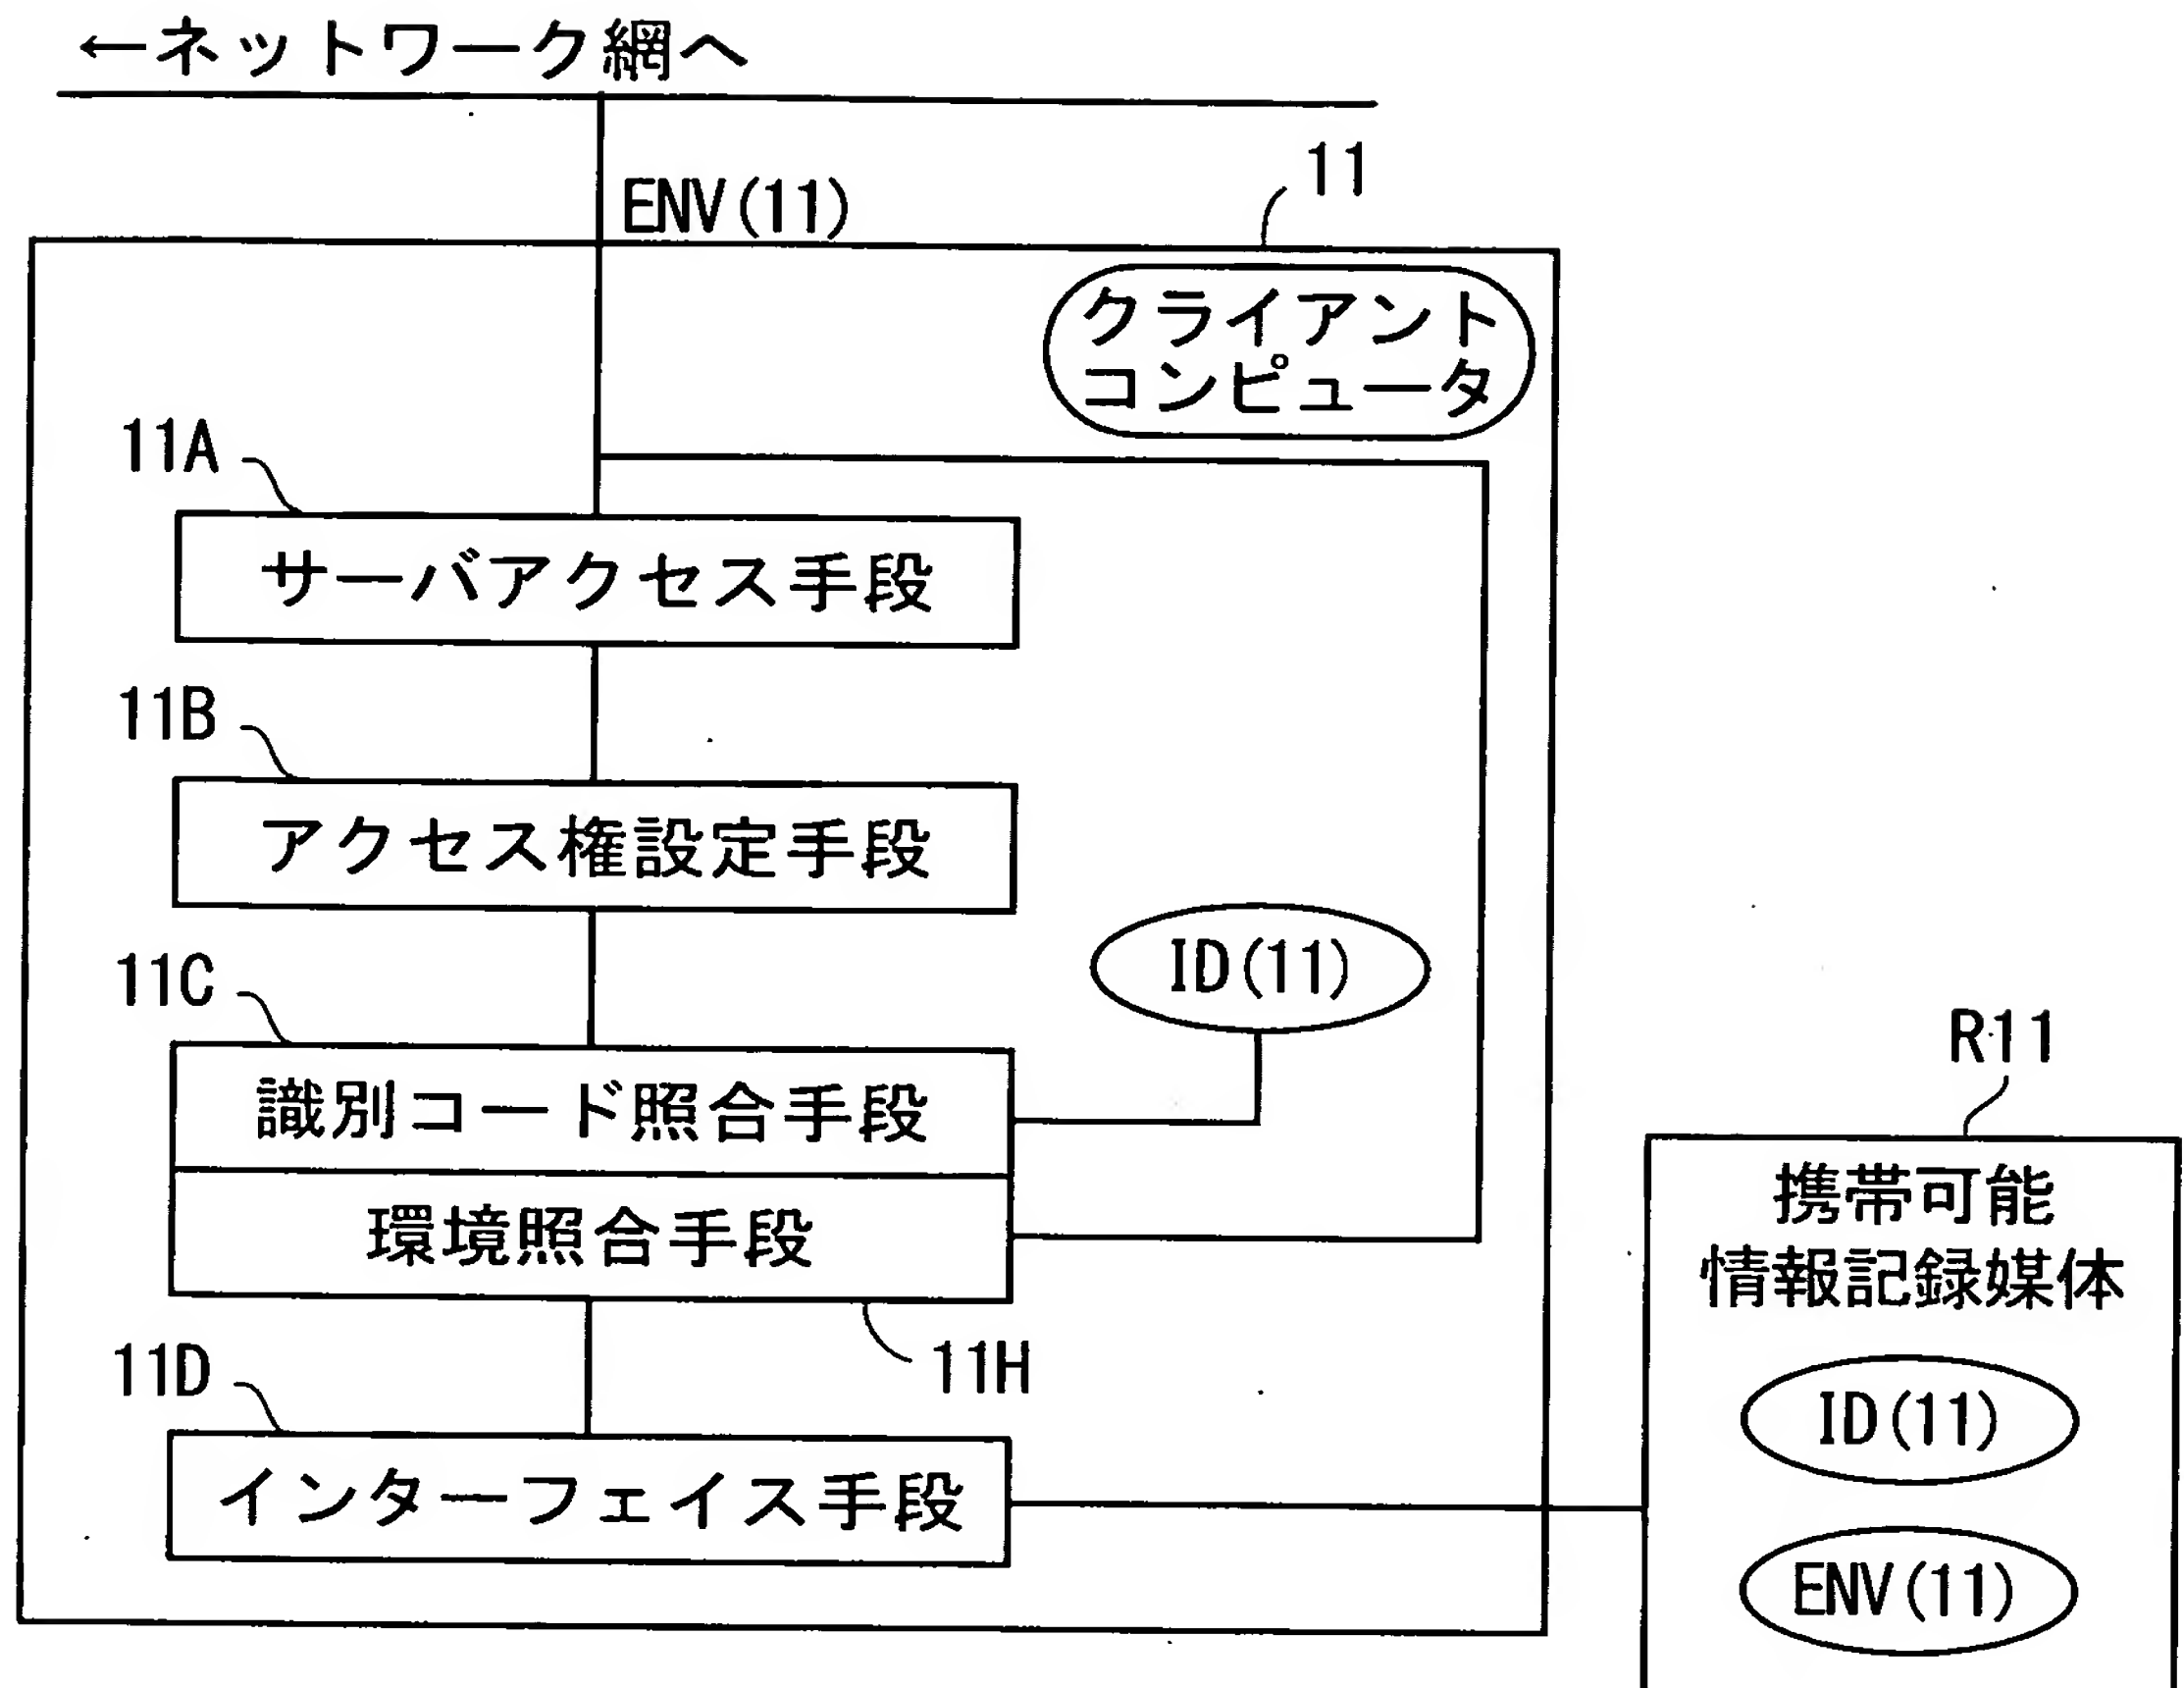 ←ネットワーク網へ
ENV(11)
11
クライアント
コンピュータ
11A
サーバアクセス手段
11B
アクセス権設定手段
ID(11)
11C
識別コード照合手段
環境照合手段
11H
11D
インターフェイス手段
R11
携帯可能
情報記録媒体
ID(11)
ENV(11)